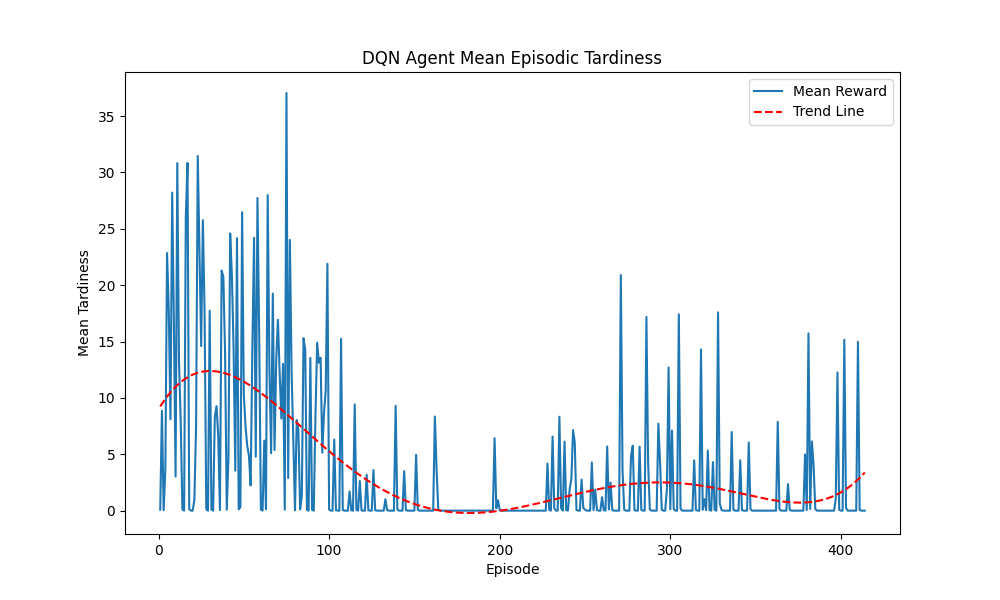 DQN Agent Mean Episodic Tardiness
Mean Reward
Trend Line
35
30
25
20
15
10
5
0
Mean Tardiness
0 100 200 300 400
Episode